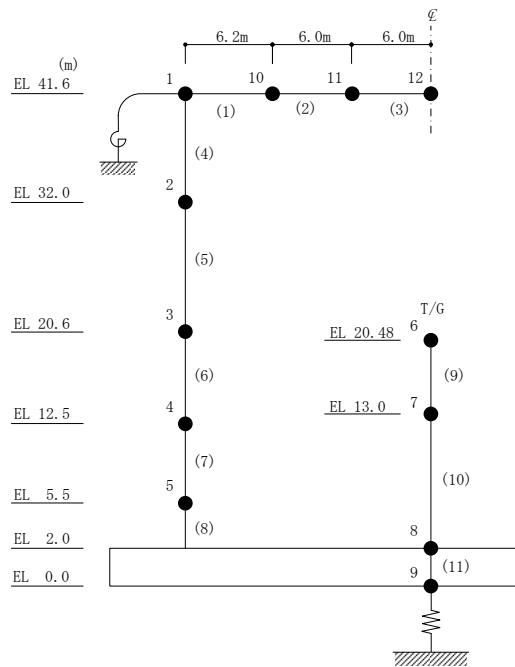 ℄
6.2m 6.0m 6.0m
(m)
EL 41.6 1 10 11 12
(1) (2) (3)
(4)
EL 32.0 2
(5)
EL 20.6 3
T/G
EL 20.48 6
(6) (9)
EL 12.5 4
EL 13.0 7
(7)
(10)
EL 5.5 5
(8)
EL 2.0 8
(11)
EL 0.0 9